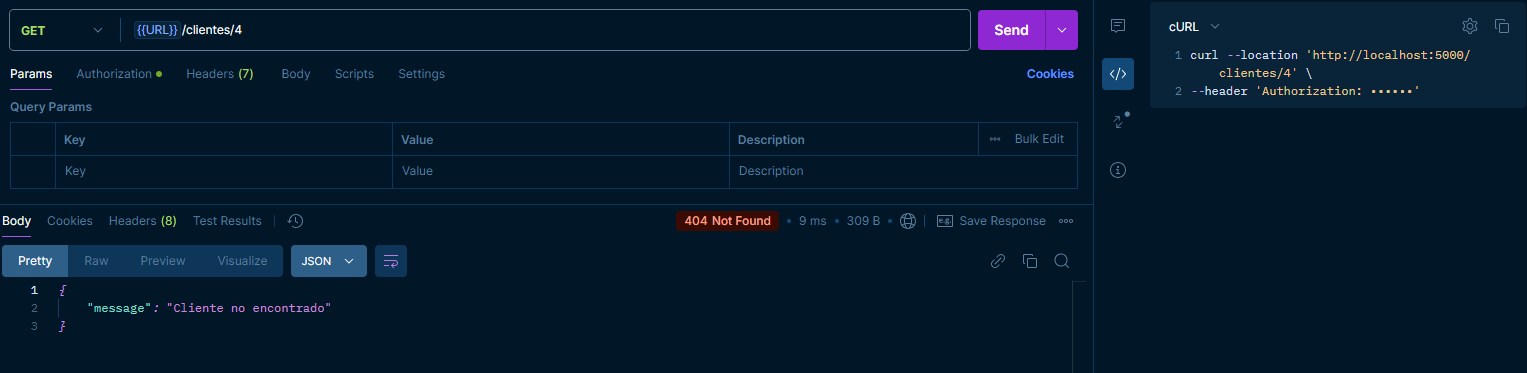 GET {{URL}}/clientes/4 Send
Params Authorization Headers (7) Body Scripts Settings Cookies
Query Params
Key Value Description Bulk Edit
Key Value Description
Body Cookies Headers (8) Test Results 404 Not Found • 9 ms • 309 B • e.g. Save Response
Pretty Raw Preview Visualize JSON
1 {
2 "message": "Cliente no encontrado"
3 }
cURL
1 curl --location 'http://localhost:5000/
clientes/4' \
2 --header 'Authorization: ••••••'